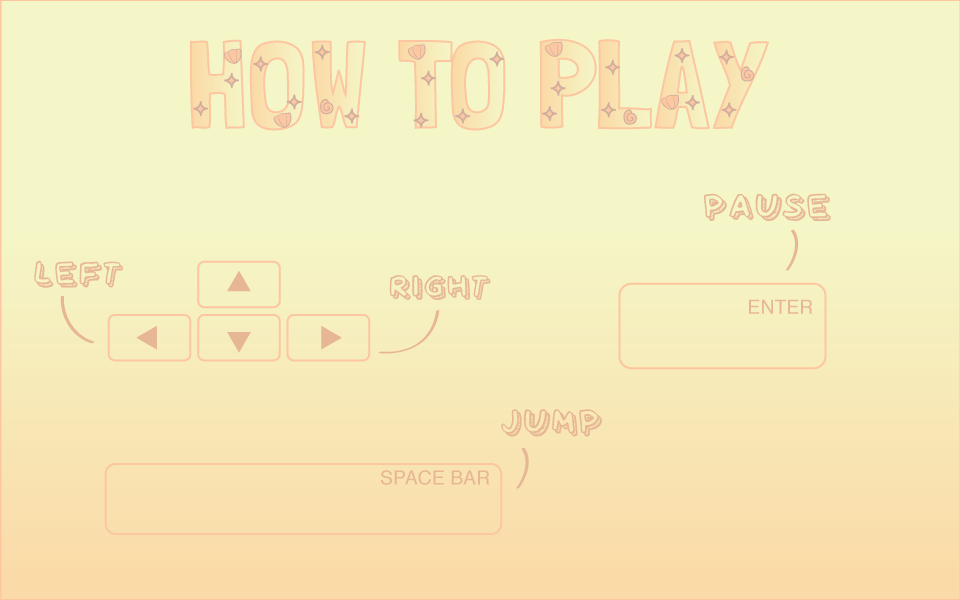 HOW TO PLAY
PAUSE
LEFT
RIGHT
ENTER
JUMP
SPACE BAR